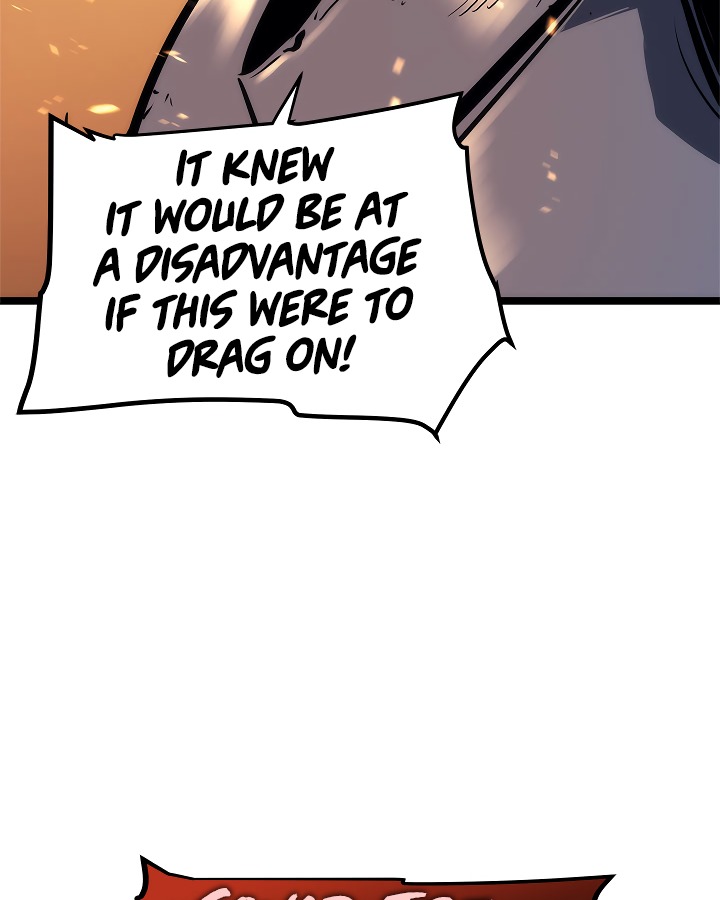 IT KNEW
IT WOULD BE AT
A DISADVANTAGE
IF THIS WERE TO
DRAG ON!